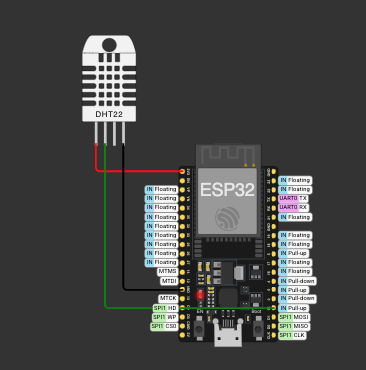 DHT22
ESP32
IN Floating
IN Floating
IN Floating
IN Floating
IN Floating
IN Floating
IN Floating
IN Floating
IN Floating
MTMS
MTDI
MTCK
SPI1 HD
SPI1 WP
SPI1 CS0
IN Floating
UART0 TX
UART0 RX
IN Floating
IN Floating
IN Floating
IN Pull-up
IN Floating
IN Floating
IN Pull-down
IN Pull-up
IN Pull-down
IN Pull-up
SPI1 MOSI
SPI1 MISO
SPI1 CLK
EN
Boot